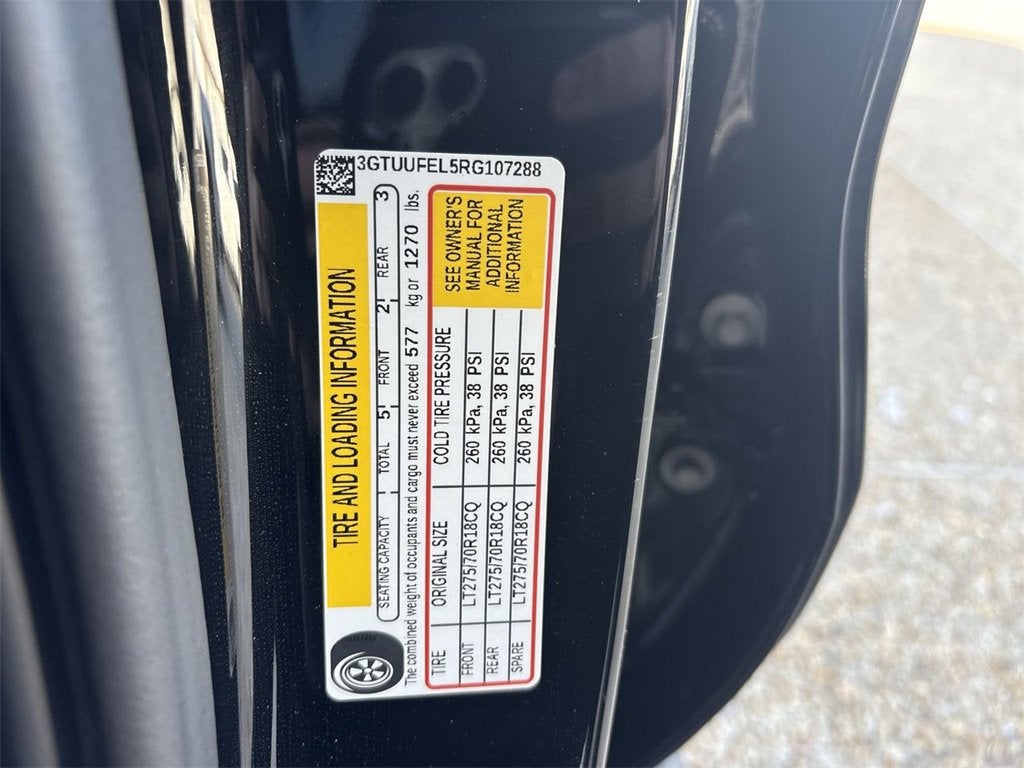 3GTUUFEL5RG107288
TIRE AND LOADING INFORMATION
SEATING CAPACITY TOTAL 5 FRONT 2 REAR 3
The combined weight of occupants and cargo must never exceed 577 kg or 1270 lbs.
TIRE ORIGINAL SIZE COLD TIRE PRESSURE
FRONT LT275/70R18CQ 260 kPa, 38 PSI
REAR LT275/70R18CQ 260 kPa, 38 PSI
SPARE LT275/70R18CQ 260 kPa, 38 PSI
SEE OWNER'S
MANUAL FOR
ADDITIONAL
INFORMATION